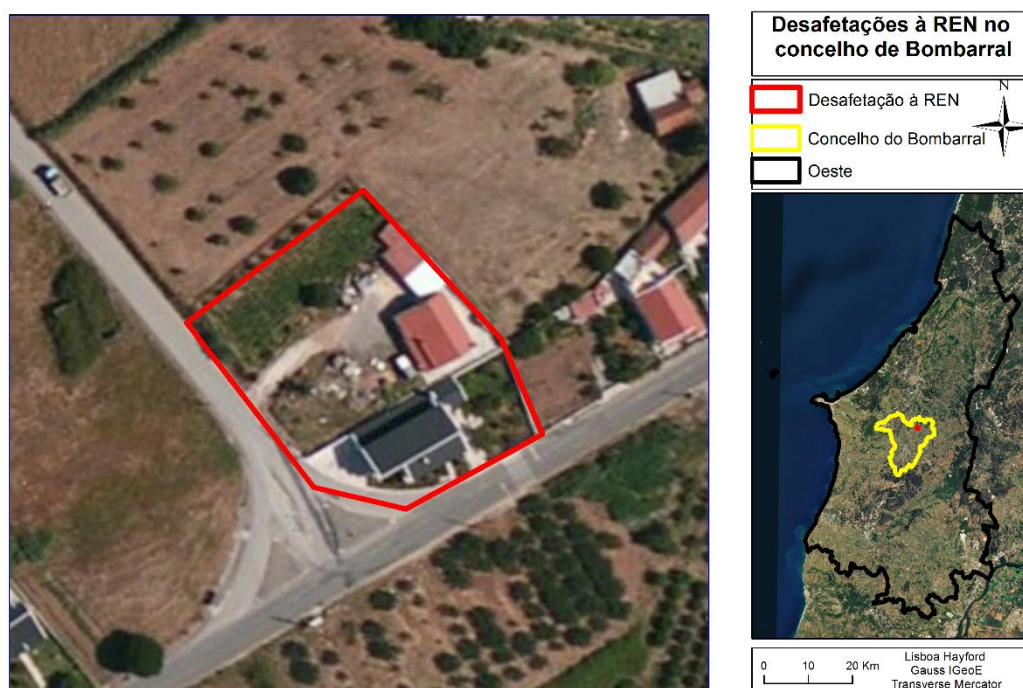 Desafetações à REN no
concelho de Bombarral
N
Desafetação à REN
Concelho do Bombarral
Oeste
0 10 20 Km
Lisboa Hayford
Gauss IGeoE
Transverse Mercator